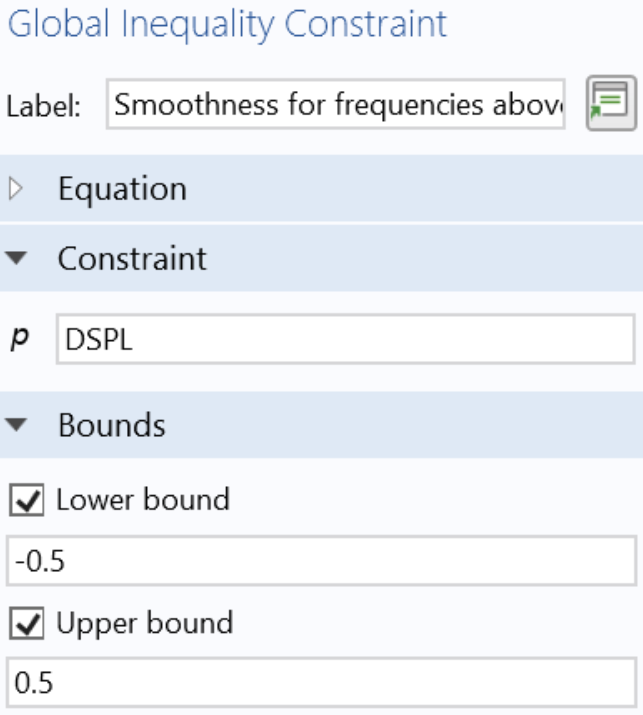 Global Inequality Constraint
Label: Smoothness for frequencies
Equation
Constraint
p DSPL
Bounds
Lower bound
-0.5
Upper bound
0.5